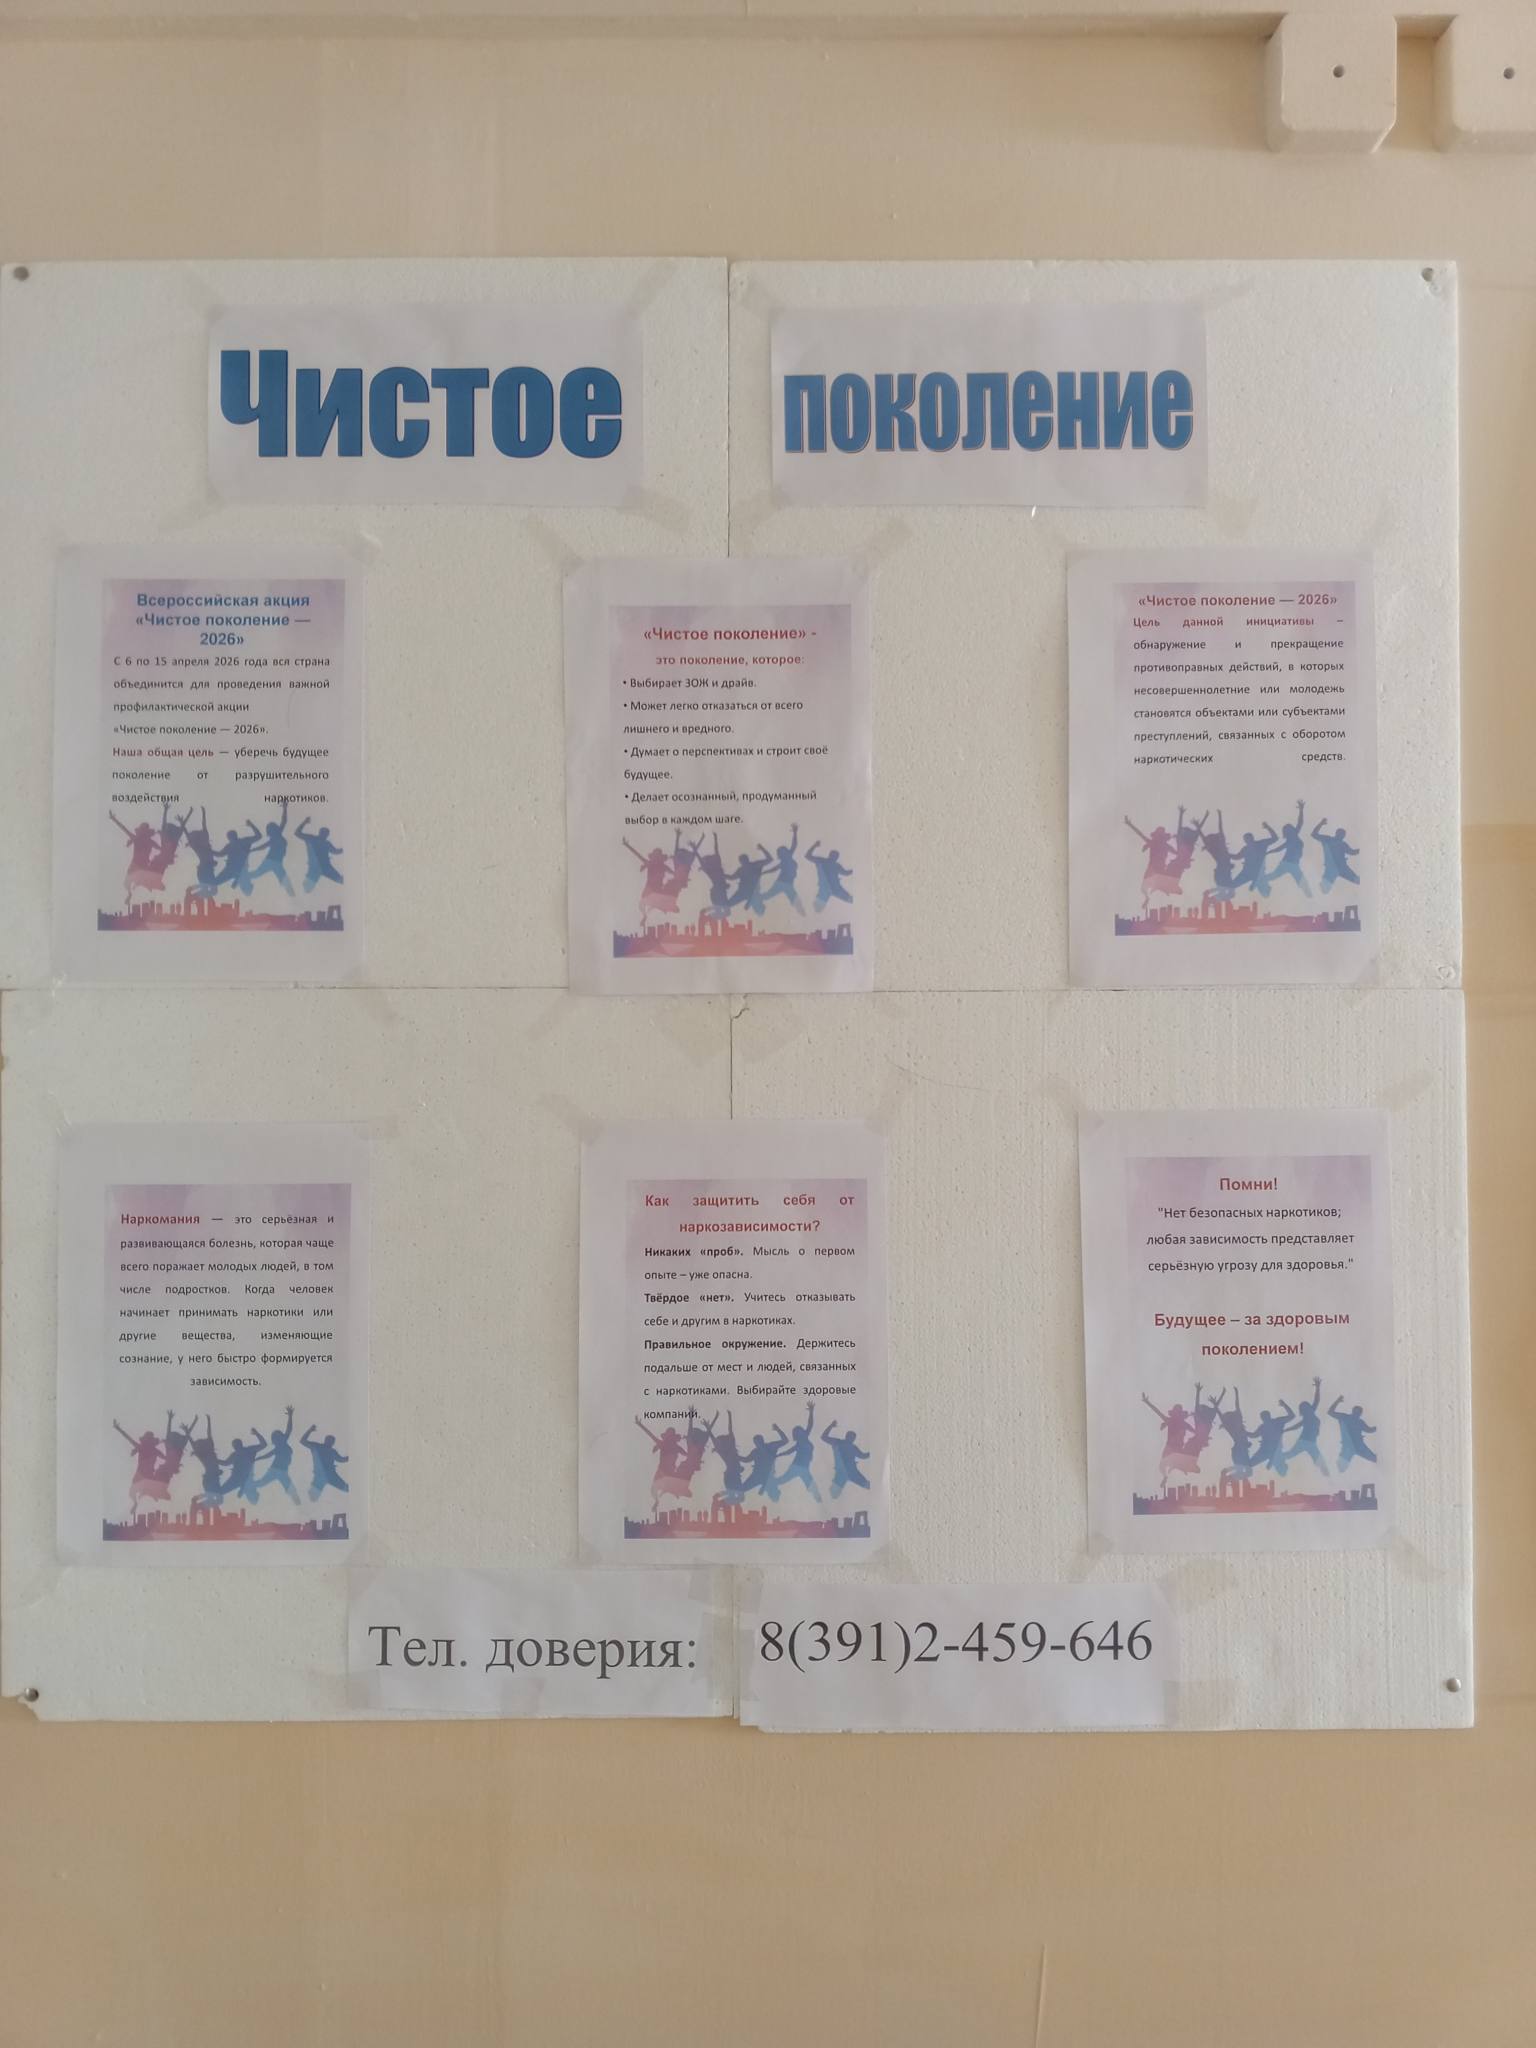 Чистое поколение
Всероссийская акция
«Чистое поколение —
2026»
С 6 по 15 апреля 2026 года вся страна
объединится для проведения важной
профилактической акции
«Чистое поколение — 2026».
Наша общая цель — уберечь будущее
поколение от разрушительного
воздействия наркотиков.
«Чистое поколение» -
это поколение, которое:
• Выбирает ЗОЖ и драйв.
• Может легко отказаться от всего
лишнего и вредного.
• Думает о перспективах и строит своё
будущее.
• Делает осознанный, продуманный
выбор в каждом шаге.
«Чистое поколение — 2026»
Цель данной инициативы –
обнаружение и прекращение
противоправных действий, в которых
несовершеннолетние или молодежь
становятся объектами или субъектами
преступлений, связанных с оборотом
наркотических средств.
Наркомания — это серьёзная и
развивающаяся болезнь, которая чаще
всего поражает молодых людей, в том
числе подростков. Когда человек
начинает принимать наркотики или
другие вещества, изменяющие
сознание, у него быстро формируется
зависимость.
Как защитить себя от
наркозависимости?
Никаких «проб». Мысль о первом
опыте – уже опасна.
Твёрдое «нет». Учитесь отказывать
себе и другим в наркотиках.
Правильное окружение. Держитесь
подальше от мест и людей, связанных
с наркотиками. Выбирайте здоровые
компании.
Помни!
"Нет безопасных наркотиков;
любая зависимость представляет
серьёзную угрозу для здоровья."
Будущее – за здоровым
поколением!
Тел. доверия: 8(391)2-459-646